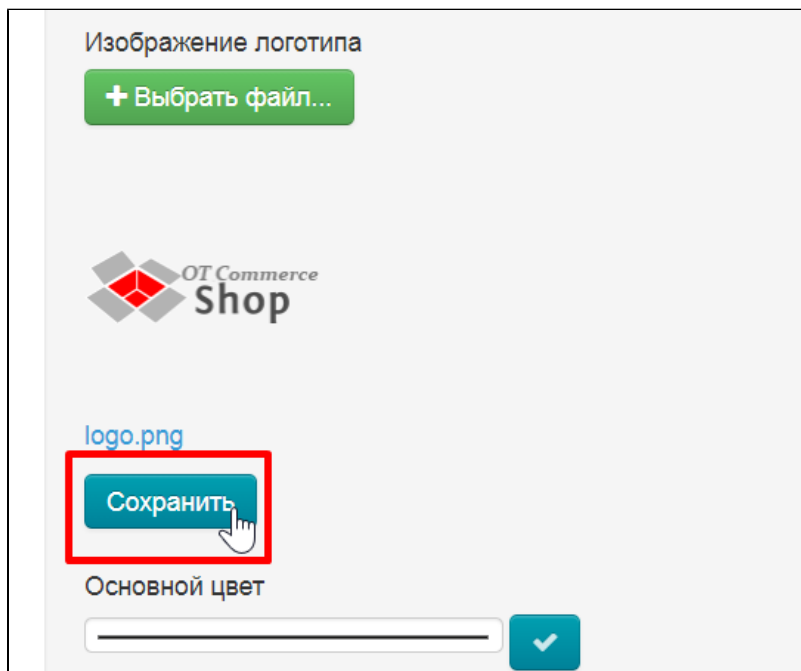 Изображение логотипа
Выбрать файл...
OT Commerce
Shop
logo.png
Сохранить
Основной цвет